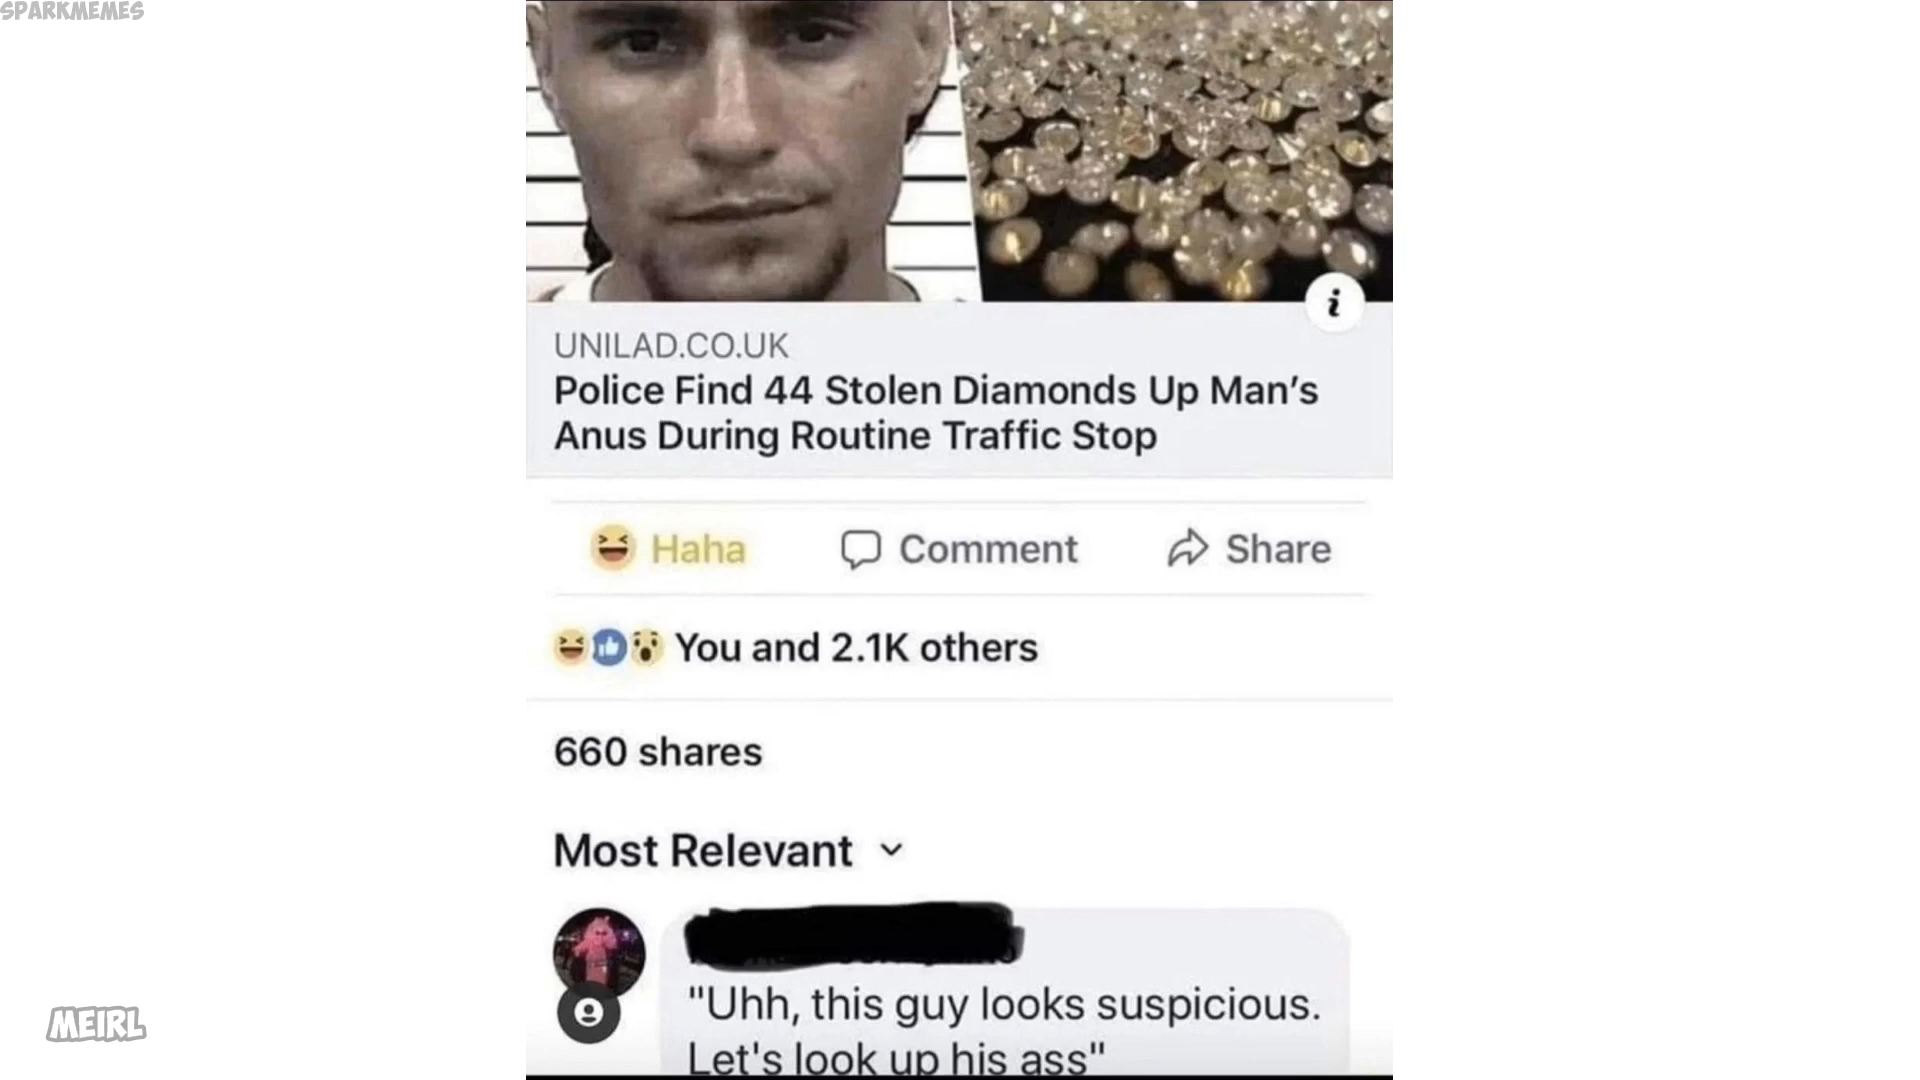 SPARKMEMES
i
UNILAD.CO.UK
Police Find 44 Stolen Diamonds Up Man's
Anus During Routine Traffic Stop
Haha Comment Share
You and 2.1K others
660 shares
Most Relevant
"Uhh, this guy looks suspicious.
Let's look up his ass"
MEIRL